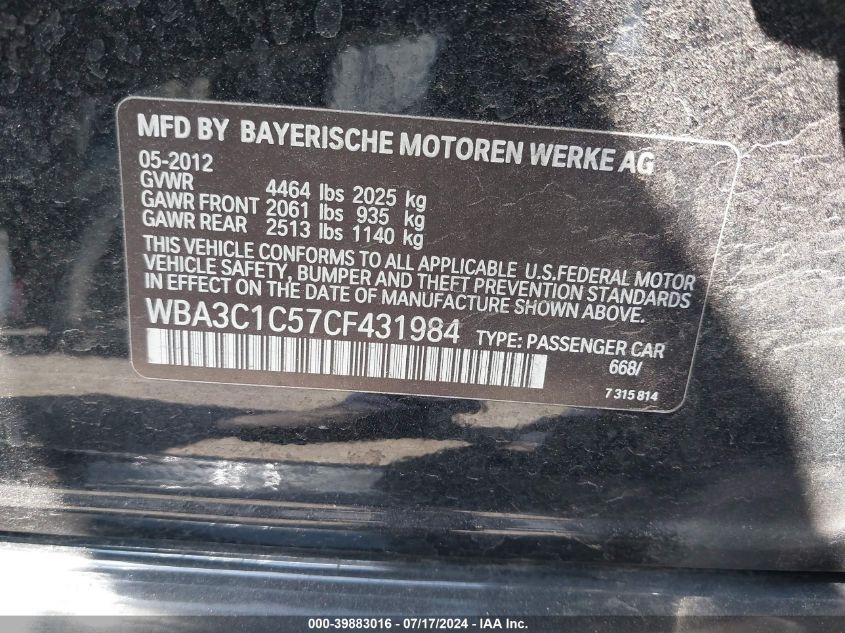 MFD BY BAYERISCHE MOTOREN WERKE AG
05-2012
GVWR 4464 lbs 2025 kg
GAWR FRONT 2061 lbs 935 kg
GAWR REAR 2513 lbs 1140 kg
THIS VEHICLE CONFORMS TO ALL APPLICABLE U.S.FEDERAL MOTOR
VEHICLE SAFETY, BUMPER AND THEFT PREVENTION STANDARDS
IN EFFECT ON THE DATE OF MANUFACTURE SHOWN ABOVE.
WBA3C1C57CF431984 TYPE: PASSENGER CAR
668/
7 315 814
000-39883016 - 07/17/2024 - IAA Inc.